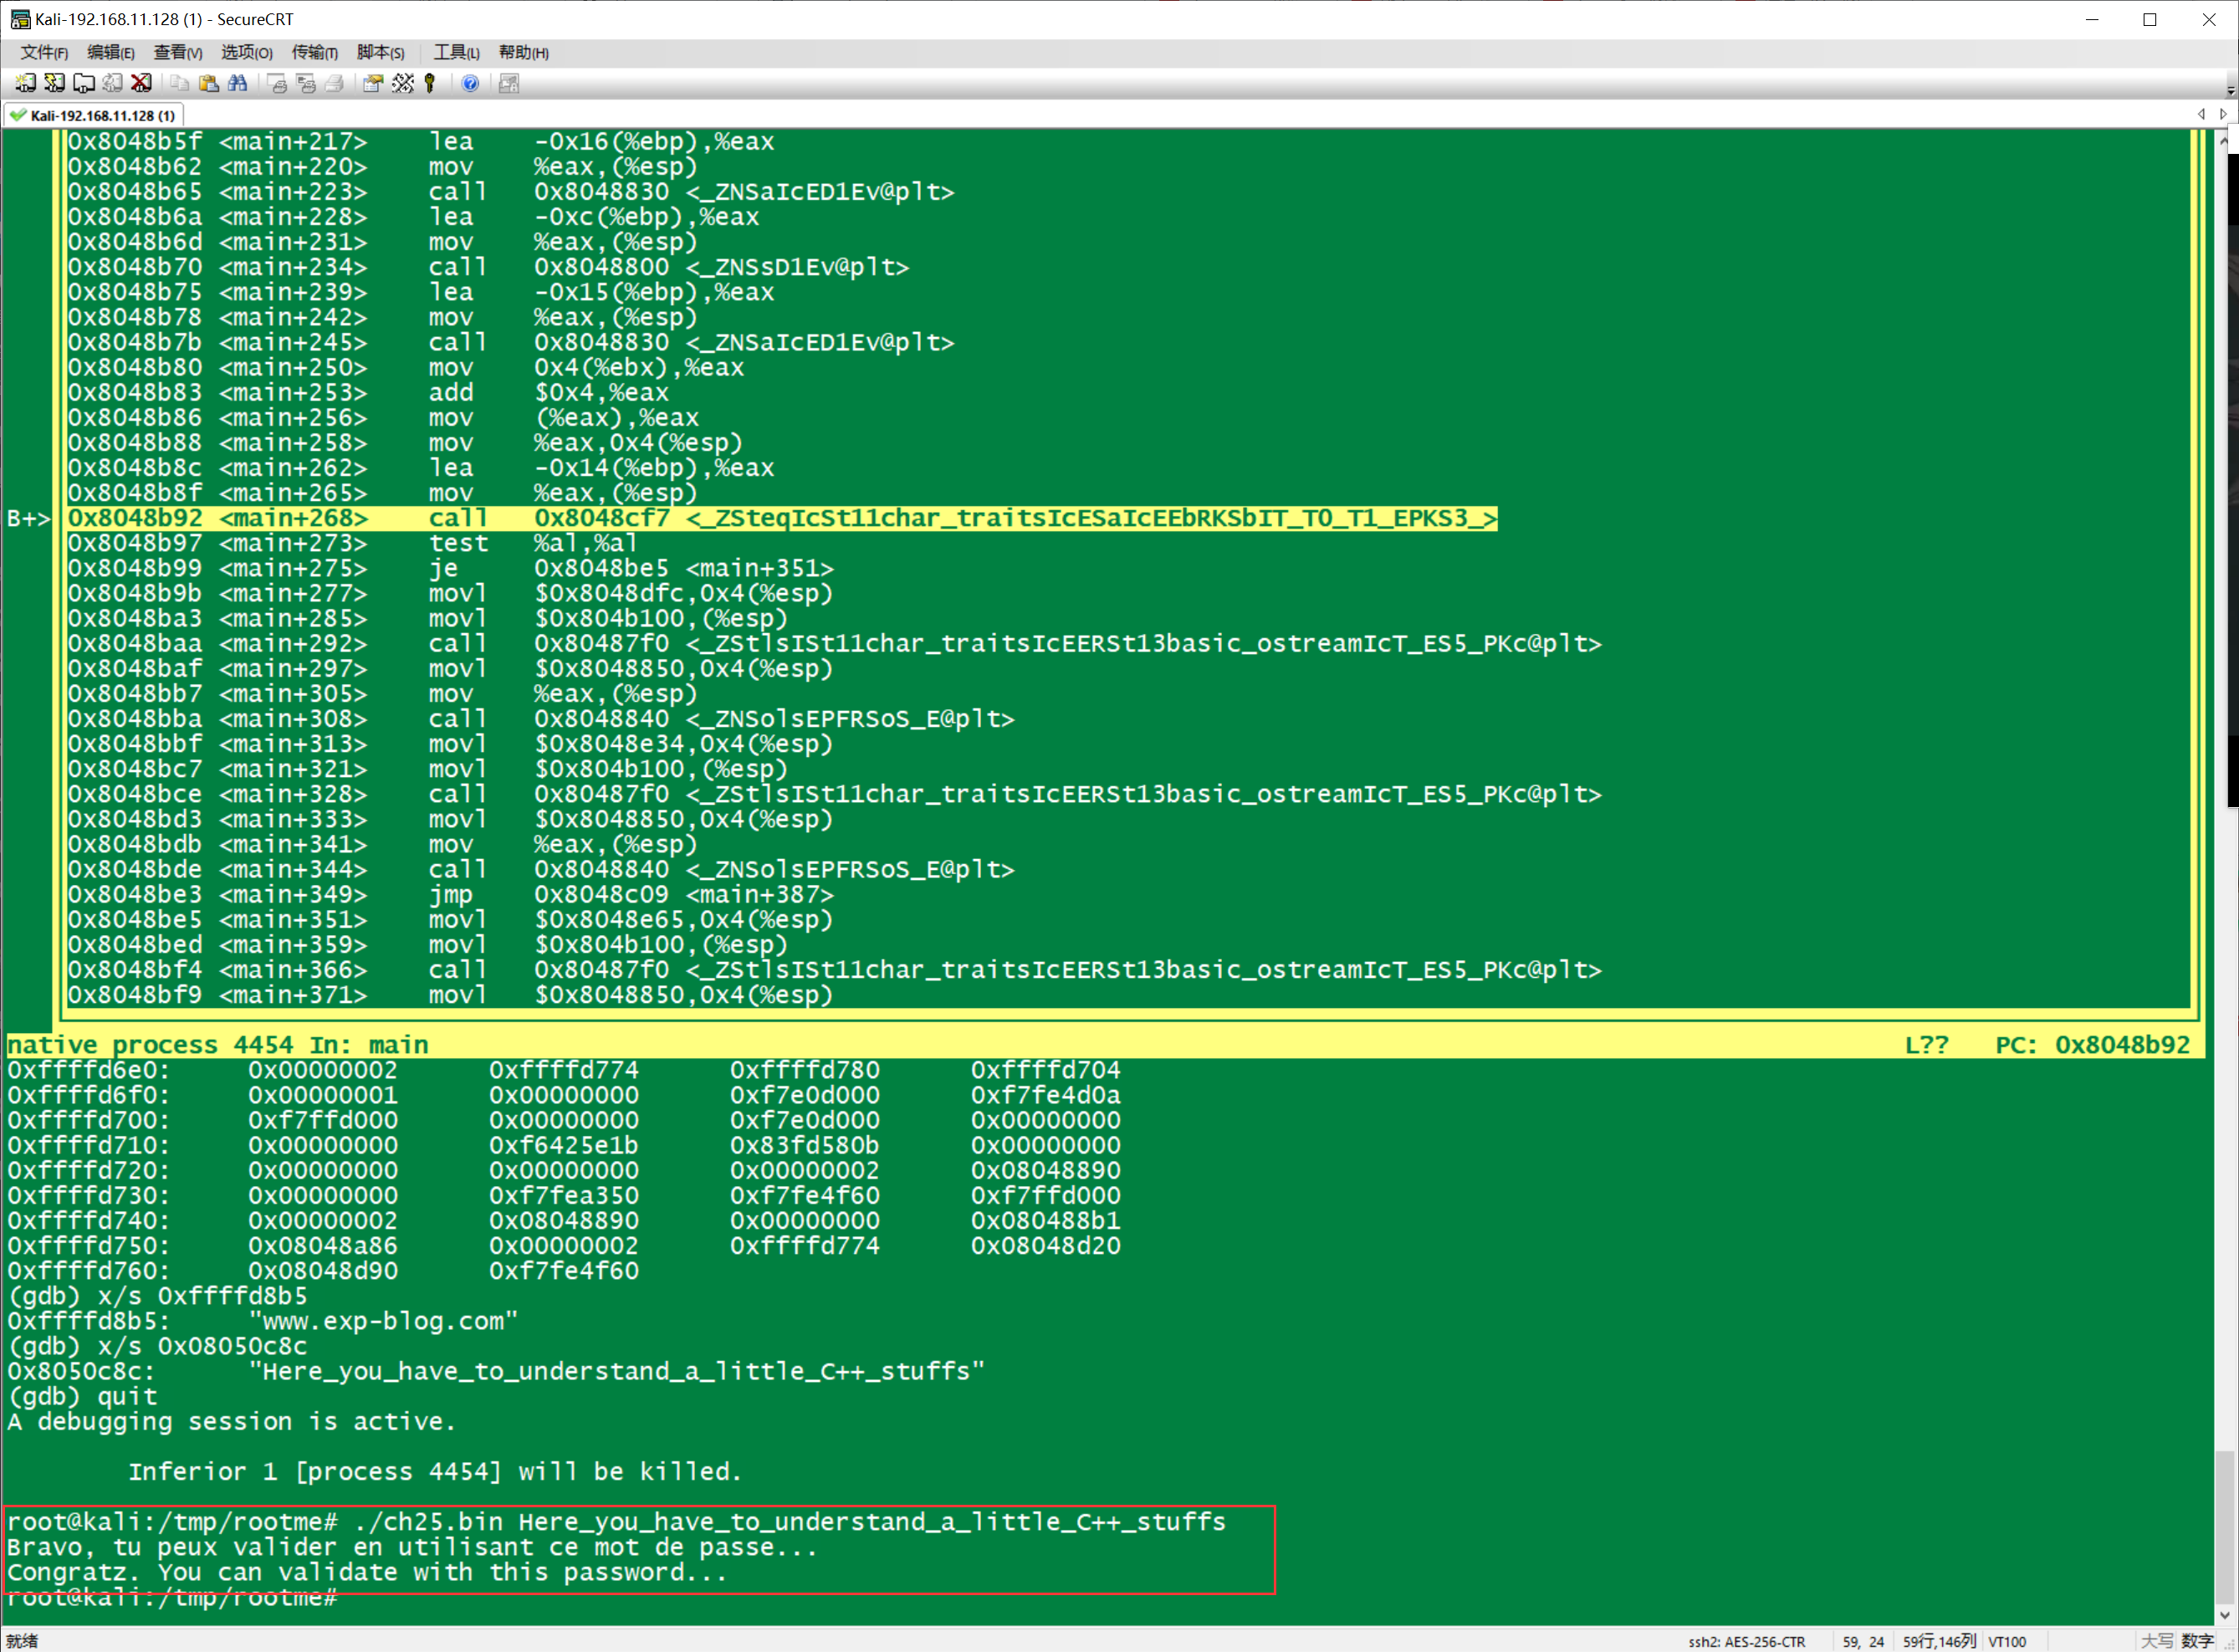 Kali-192.168.11.128 (1) - SecureCRT
文件(F) 编辑(E) 查看(V) 选项(O) 传输(T) 脚本(S) 工具(L) 帮助(H)
Kali-192.168.11.128 (1)
0x8048b5f <main+217> lea -0x16(%ebp),%eax
0x8048b62 <main+220> mov %eax,(%esp)
0x8048b65 <main+223> call 0x8048830 <_ZNSaIcED1Ev@plt>
0x8048b6a <main+228> lea -0xc(%ebp),%eax
0x8048b6d <main+231> mov %eax,(%esp)
0x8048b70 <main+234> call 0x8048800 <_ZNSsD1Ev@plt>
0x8048b75 <main+239> lea -0x15(%ebp),%eax
0x8048b78 <main+242> mov %eax,(%esp)
0x8048b7b <main+245> call 0x8048830 <_ZNSaIcED1Ev@plt>
0x8048b80 <main+250> mov 0x4(%ebx),%eax
0x8048b83 <main+253> add $0x4,%eax
0x8048b86 <main+256> mov (%eax),%eax
0x8048b88 <main+258> mov %eax,0x4(%esp)
0x8048b8c <main+262> lea -0x14(%ebp),%eax
0x8048b8f <main+265> mov %eax,(%esp)
B+> 0x8048b92 <main+268> call 0x8048cf7 <_ZSteqIcSt11char_traitsIcESaIcEEbRKSbIT_T0_T1_EPKS3_>
0x8048b97 <main+273> test %al,%al
0x8048b99 <main+275> je 0x8048be5 <main+351>
0x8048b9b <main+277> movl $0x8048dfc,0x4(%esp)
0x8048ba3 <main+285> movl $0x804b100,(%esp)
0x8048baa <main+292> call 0x80487f0 <_ZStlsISt11char_traitsIcEERSt13basic_ostreamIcT_ES5_PKc@plt>
0x8048baf <main+297> movl $0x8048850,0x4(%esp)
0x8048bb7 <main+305> mov %eax,(%esp)
0x8048bba <main+308> call 0x8048840 <_ZNSolsEPFRSoS_E@plt>
0x8048bbf <main+313> movl $0x8048e34,0x4(%esp)
0x8048bc7 <main+321> movl $0x804b100,(%esp)
0x8048bce <main+328> call 0x80487f0 <_ZStlsISt11char_traitsIcEERSt13basic_ostreamIcT_ES5_PKc@plt>
0x8048bd3 <main+333> movl $0x8048850,0x4(%esp)
0x8048bdb <main+341> mov %eax,(%esp)
0x8048bde <main+344> call 0x8048840 <_ZNSolsEPFRSoS_E@plt>
0x8048be3 <main+349> jmp 0x8048c09 <main+387>
0x8048be5 <main+351> movl $0x8048e65,0x4(%esp)
0x8048bed <main+359> movl $0x804b100,(%esp)
0x8048bf4 <main+366> call 0x80487f0 <_ZStlsISt11char_traitsIcEERSt13basic_ostreamIcT_ES5_PKc@plt>
0x8048bf9 <main+371> movl $0x8048850,0x4(%esp)
native process 4454 In: main L?? PC: 0x8048b92
0xffffd6e0: 0x00000002 0xffffd774 0xffffd780 0xffffd704
0xffffd6f0: 0x00000001 0x00000000 0xf7e0d000 0xf7fe4d0a
0xffffd700: 0xf7ffd000 0x00000000 0xf7e0d000 0x00000000
0xffffd710: 0x00000000 0xf6425e1b 0x83fd580b 0x00000000
0xffffd720: 0x00000000 0x00000000 0x00000002 0x08048890
0xffffd730: 0x00000000 0xf7fea350 0xf7fe4f60 0xf7ffd000
0xffffd740: 0x00000002 0x08048890 0x00000000 0x080488b1
0xffffd750: 0x08048a86 0x00000002 0xffffd774 0x08048d20
0xffffd760: 0x08048d90 0xf7fe4f60
(gdb) x/s 0xffffd8b5
0xffffd8b5: "www.exp-blog.com"
(gdb) x/s 0x08050c8c
0x8050c8c: "Here_you_have_to_understand_a_little_C++_stuffs"
(gdb) quit
A debugging session is active.
Inferior 1 [process 4454] will be killed.
root@kali:/tmp/rootme# ./ch25.bin Here_you_have_to_understand_a_little_C++_stuffs
Bravo, tu peux valider en utilisant ce mot de passe...
Congratz. You can validate with this password...
root@kali:/tmp/rootme#
就绪 ssh2: AES-256-CTR 59, 24 59行,146列 VT100 大写 数字